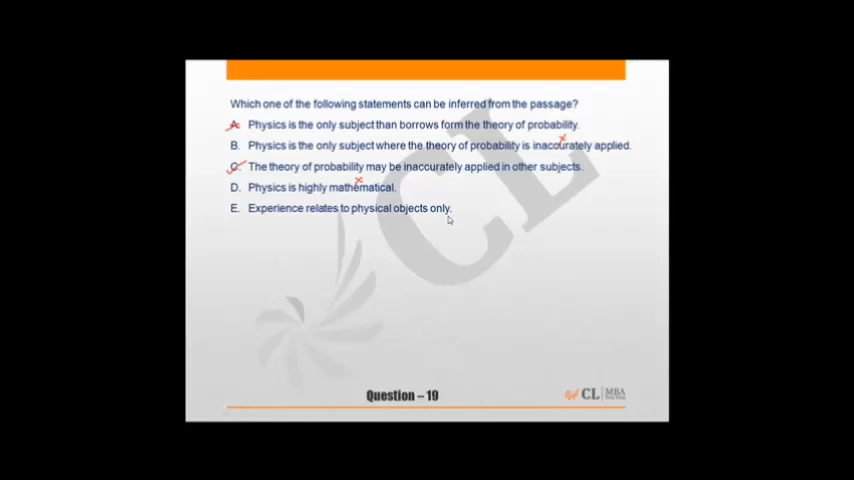 Which one of the following statements can be inferred from the passage?
A. Physics is the only subject than borrows form the theory of probability.
B. Physics is the only subject where the theory of probability is inaccurately applied.
C. The theory of probability may be inaccurately applied in other subjects.
D. Physics is highly mathematical.
E. Experience relates to physical objects only.
CL
Question – 19
CL MBA